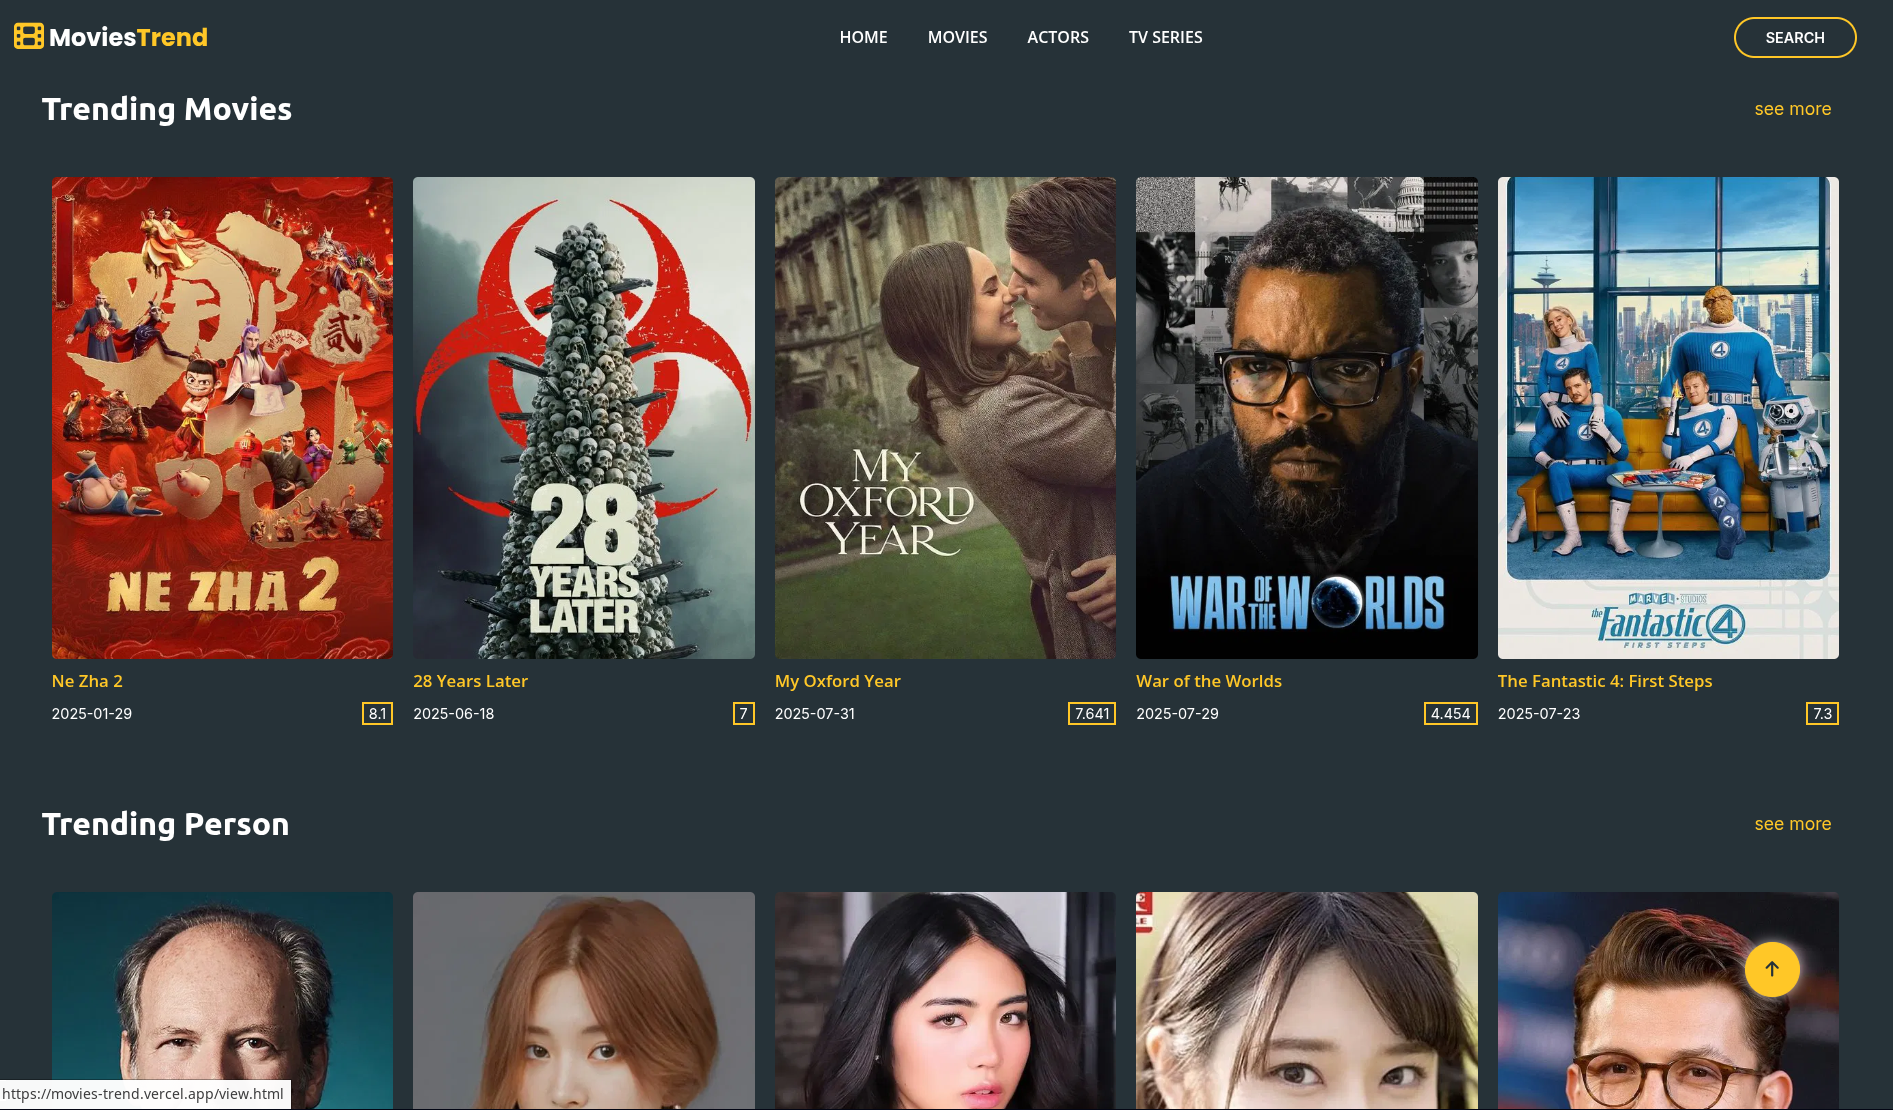 MoviesTrend
HOME MOVIES ACTORS TV SERIES
SEARCH
Trending Movies
see more
贰
NE ZHA 2
28
YEARS
LATER
MY
OXFORD
YEAR
WAR OF THE WORLDS
MARVEL STUDIOS
the Fantastic 4
FIRST STEPS
Ne Zha 2
2025-01-29
8.1
28 Years Later
2025-06-18
7
My Oxford Year
2025-07-31
7.641
War of the Worlds
2025-07-29
4.454
The Fantastic 4: First Steps
2025-07-23
7.3
Trending Person
see more
https://movies-trend.vercel.app/view.html